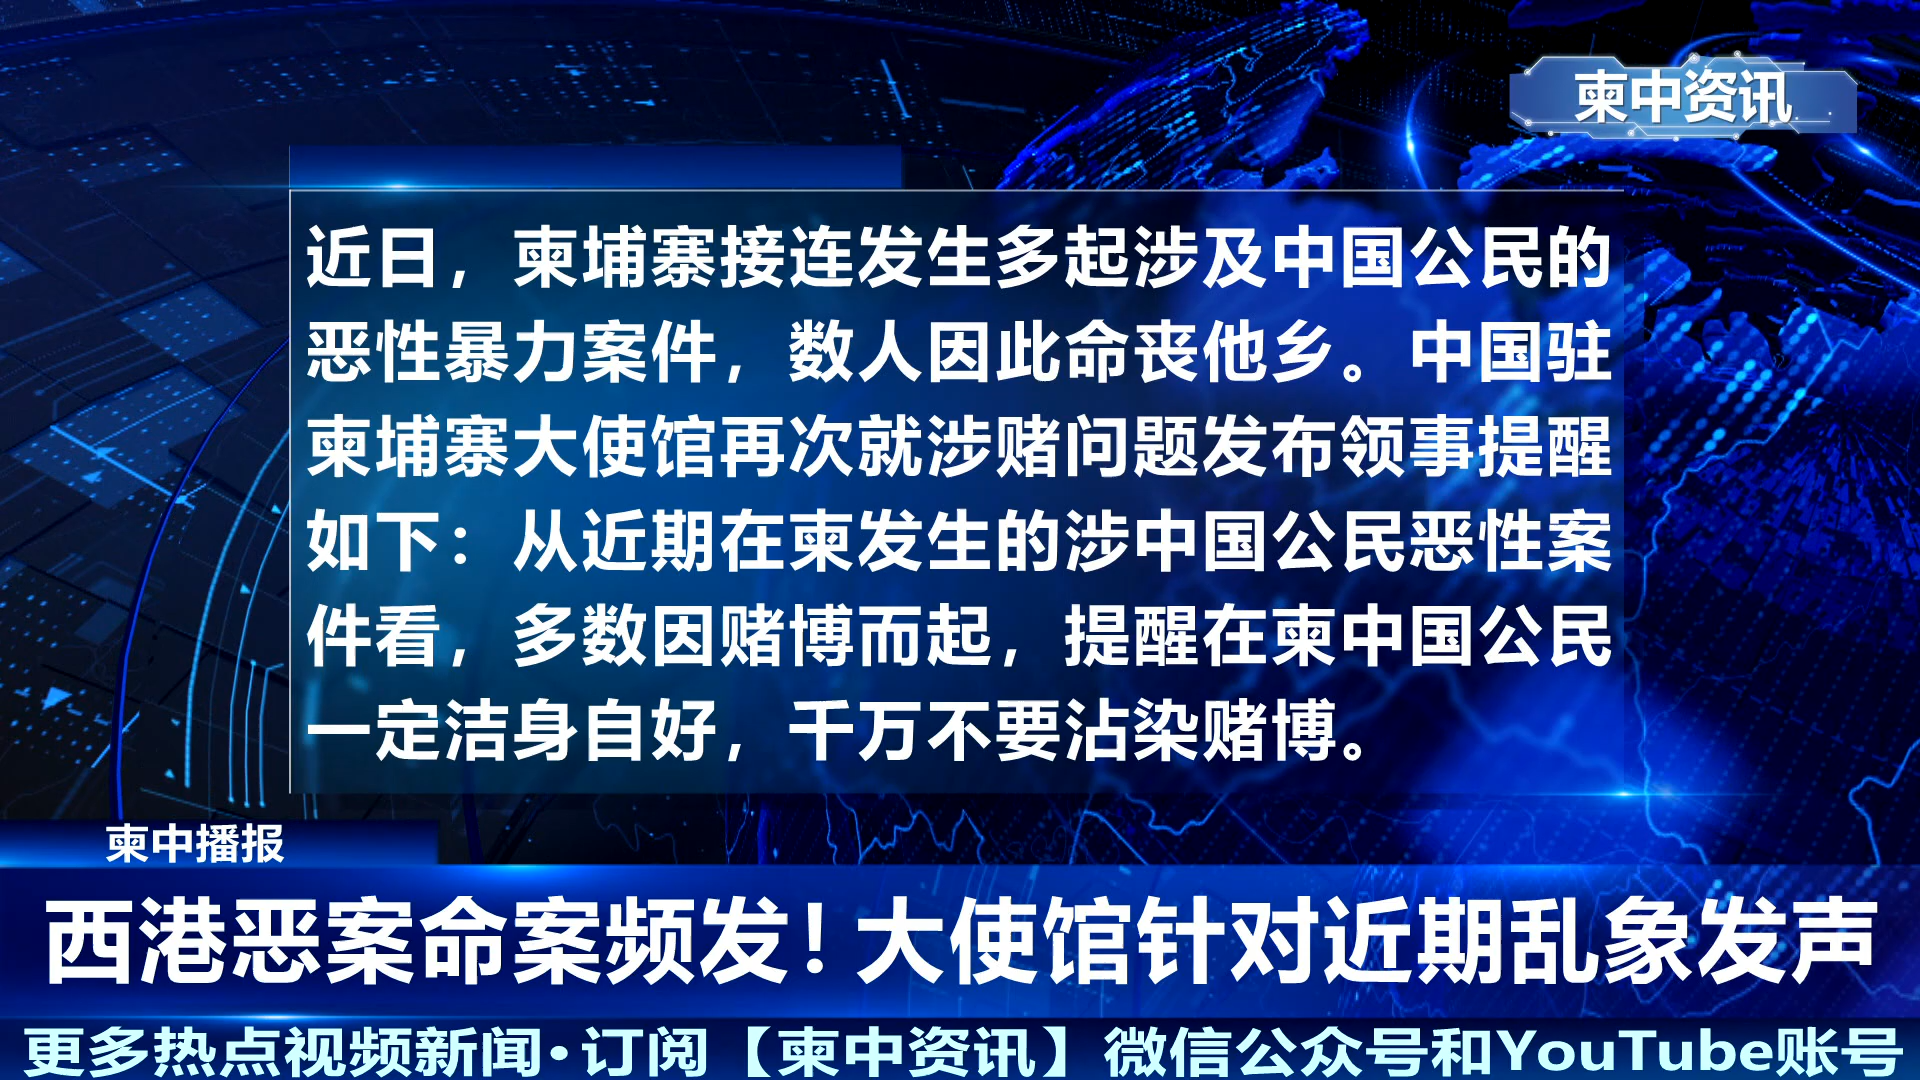 柬中资讯
近日，柬埔寨接连发生多起涉及中国公民的
恶性暴力案件，数人因此命丧他乡。中国驻
柬埔寨大使馆再次就涉赌问题发布领事提醒
如下：从近期在柬发生的涉中国公民恶性案
件看，多数因赌博而起，提醒在柬中国公民
一定洁身自好，千万不要沾染赌博。
柬中播报
西港恶案命案频发！大使馆针对近期乱象发声
更多热点视频新闻·订阅【柬中资讯】微信公众号和YouTube账号